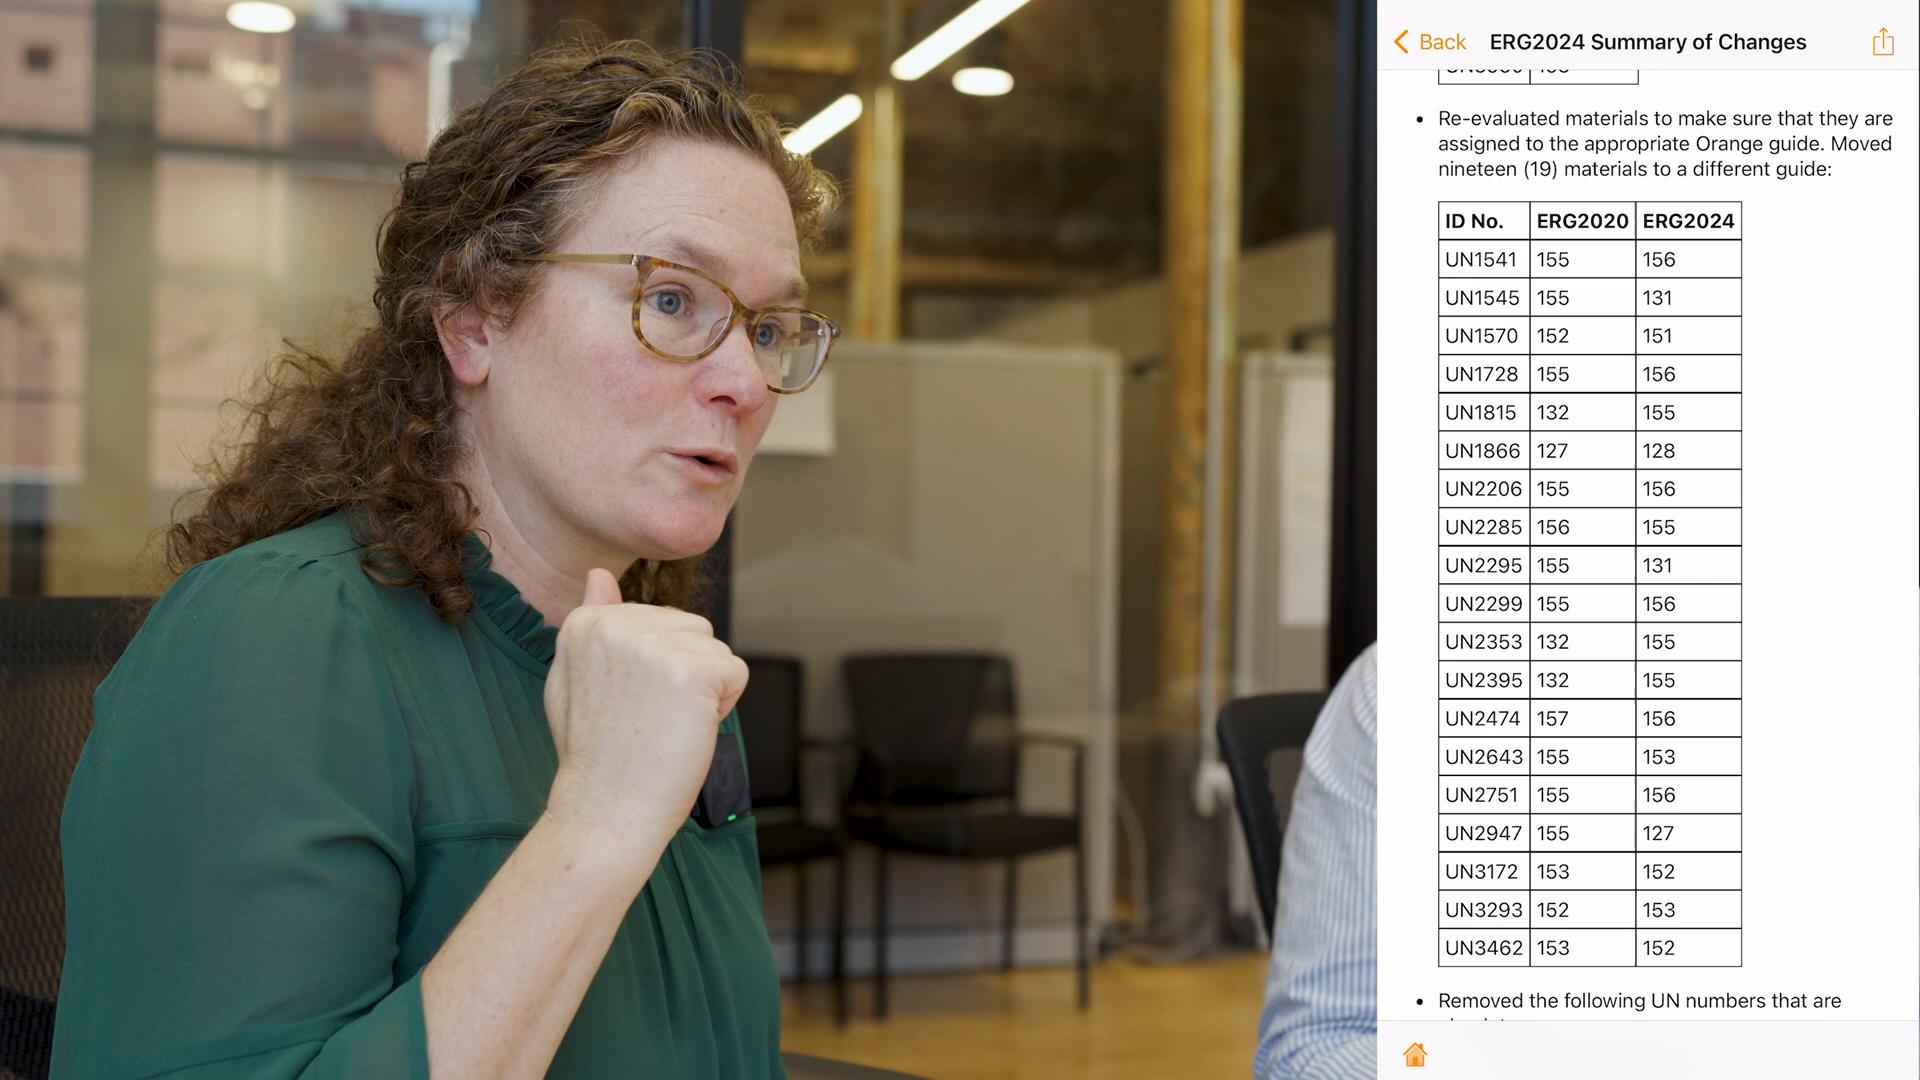 Back
ERG2024 Summary of Changes
Re-evaluated materials to make sure that they are
assigned to the appropriate Orange guide. Moved
nineteen (19) materials to a different guide:
ID No. ERG2020 ERG2024
UN1541 155 156
UN1545 155 131
UN1570 152 151
UN1728 155 156
UN1815 132 155
UN1866 127 128
UN2206 155 156
UN2285 156 155
UN2295 155 131
UN2299 155 156
UN2353 132 155
UN2395 132 155
UN2474 157 156
UN2643 155 153
UN2751 155 156
UN2947 155 127
UN3172 153 152
UN3293 152 153
UN3462 153 152
Removed the following UN numbers that are